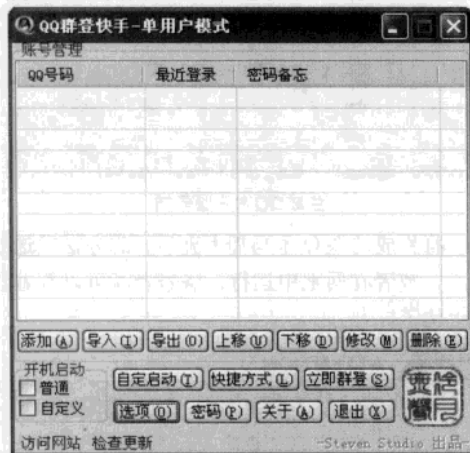 QQ群登快手-单用户模式
账号管理
QQ号码 最近登录 密码备忘
添加(A) 导入(I) 导出(O) 上移(U) 下移(D) 修改(M) 删除(E)
开机启动
普通 自定启动(T) 快捷方式(L) 立即群登(S)
自定义 选项(O) 密码(P) 关于(A) 退出(X)
访问网站 检查更新 -Steven Studio 出品-